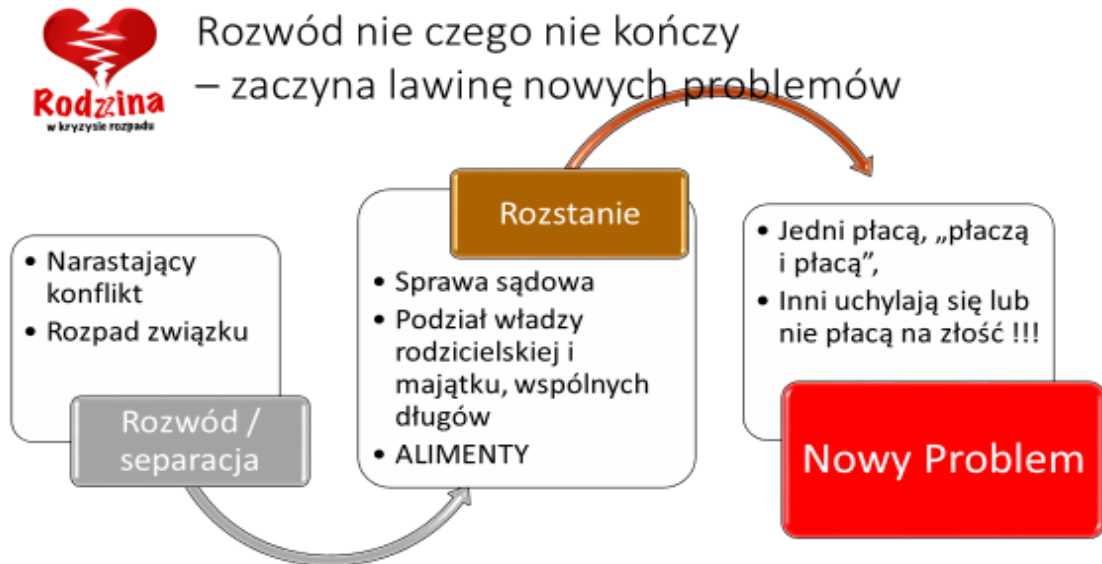 Rodzina
w kryzysie rozpadu
Rozwód nie czego nie kończy
– zaczyna lawinę nowych problemów
• Narastający
konflikt
• Rozpad związku
Rozwód /
separacja
Rozstanie
• Sprawa sądowa
• Podział władzy
rodzicielskiej i
majątku, wspólnych
długów
• ALIMENTY
• Jedni płacą, „płaczą
i płacą”,
• Inni uchylają się lub
nie płacą na złość !!!
Nowy Problem